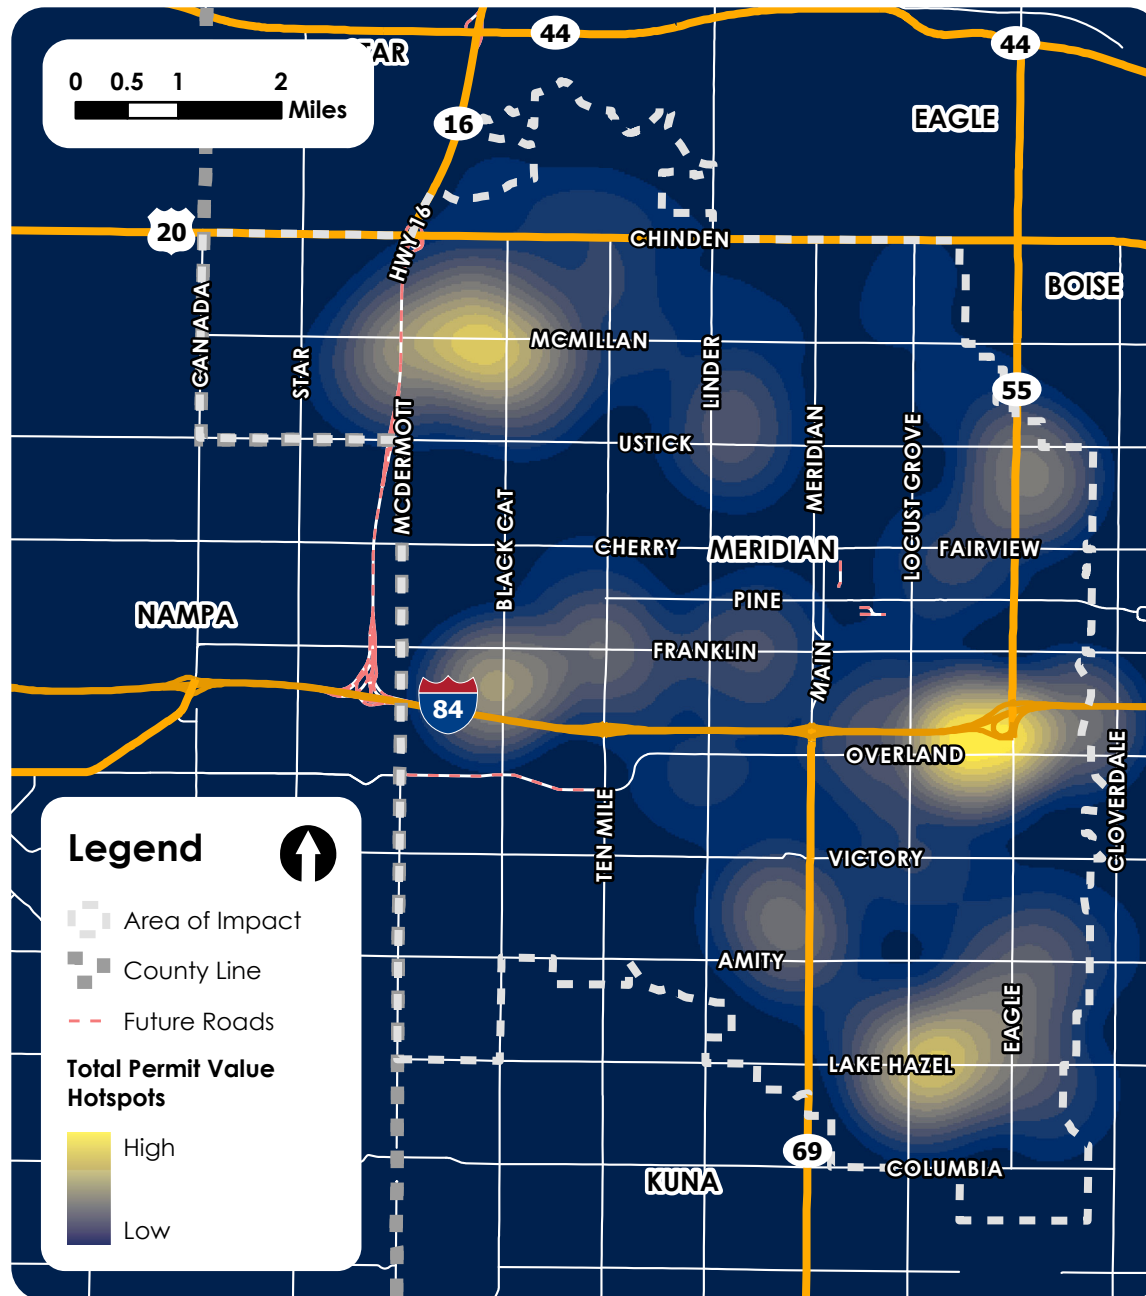 44
44
TAR
0 0.5 1 2
Miles
16
EAGLE
20
HWY 16
CHINDEN
BOISE
CANADA
STAR
MCMILLAN
LINDER
55
MCDERMOTT
USTICK
MERIDIAN
LOCUST GROVE
BLACK CAT
CHERRY
MERIDIAN
FAIRVIEW
NAMPA
PINE
FRANKLIN
MAIN
84
OVERLAND
CLOVERDALE
TEN MILE
VICTORY
AMITY
EAGLE
LAKE HAZEL
69
COLUMBIA
KUNA
Legend
Area of Impact
County Line
Future Roads
Total Permit Value
Hotspots
High
Low